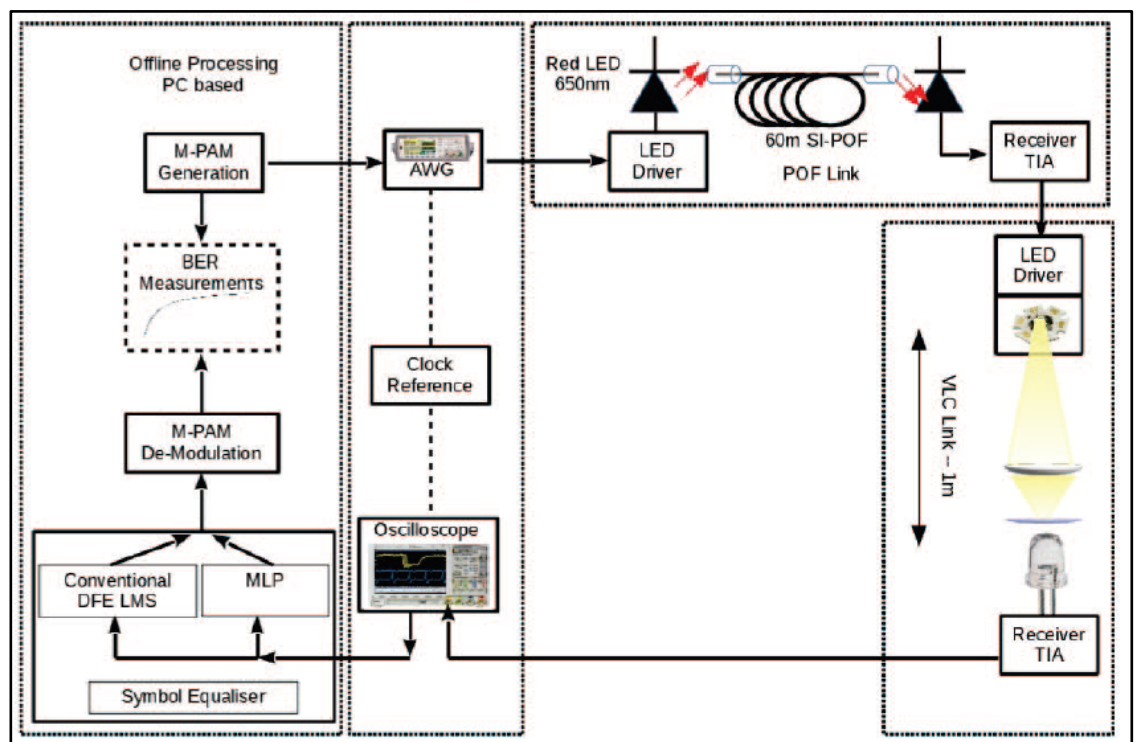 Offline Processing
PC based
M-PAM
Generation
BER
Measurements
M-PAM
De-Modulation
Conventional
DFE LMS
MLP
Symbol Equaliser
AWG
Clock
Reference
Oscilloscope
Red LED
650nm
LED
Driver
60m SI-POF
POF Link
Receiver
TIA
LED
Driver
VLC Link – 1m
Receiver
TIA